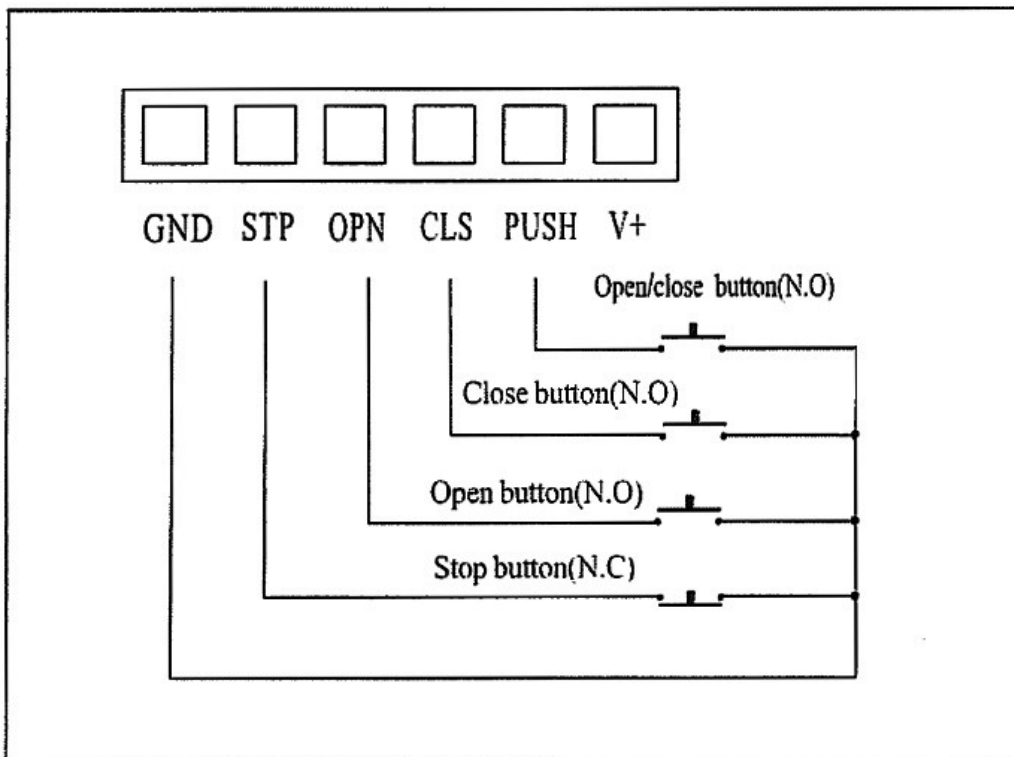 GND STP OPN CLS PUSH V+
Open/close button(N.O)
Close button(N.O)
Open button(N.O)
Stop button(N.C)